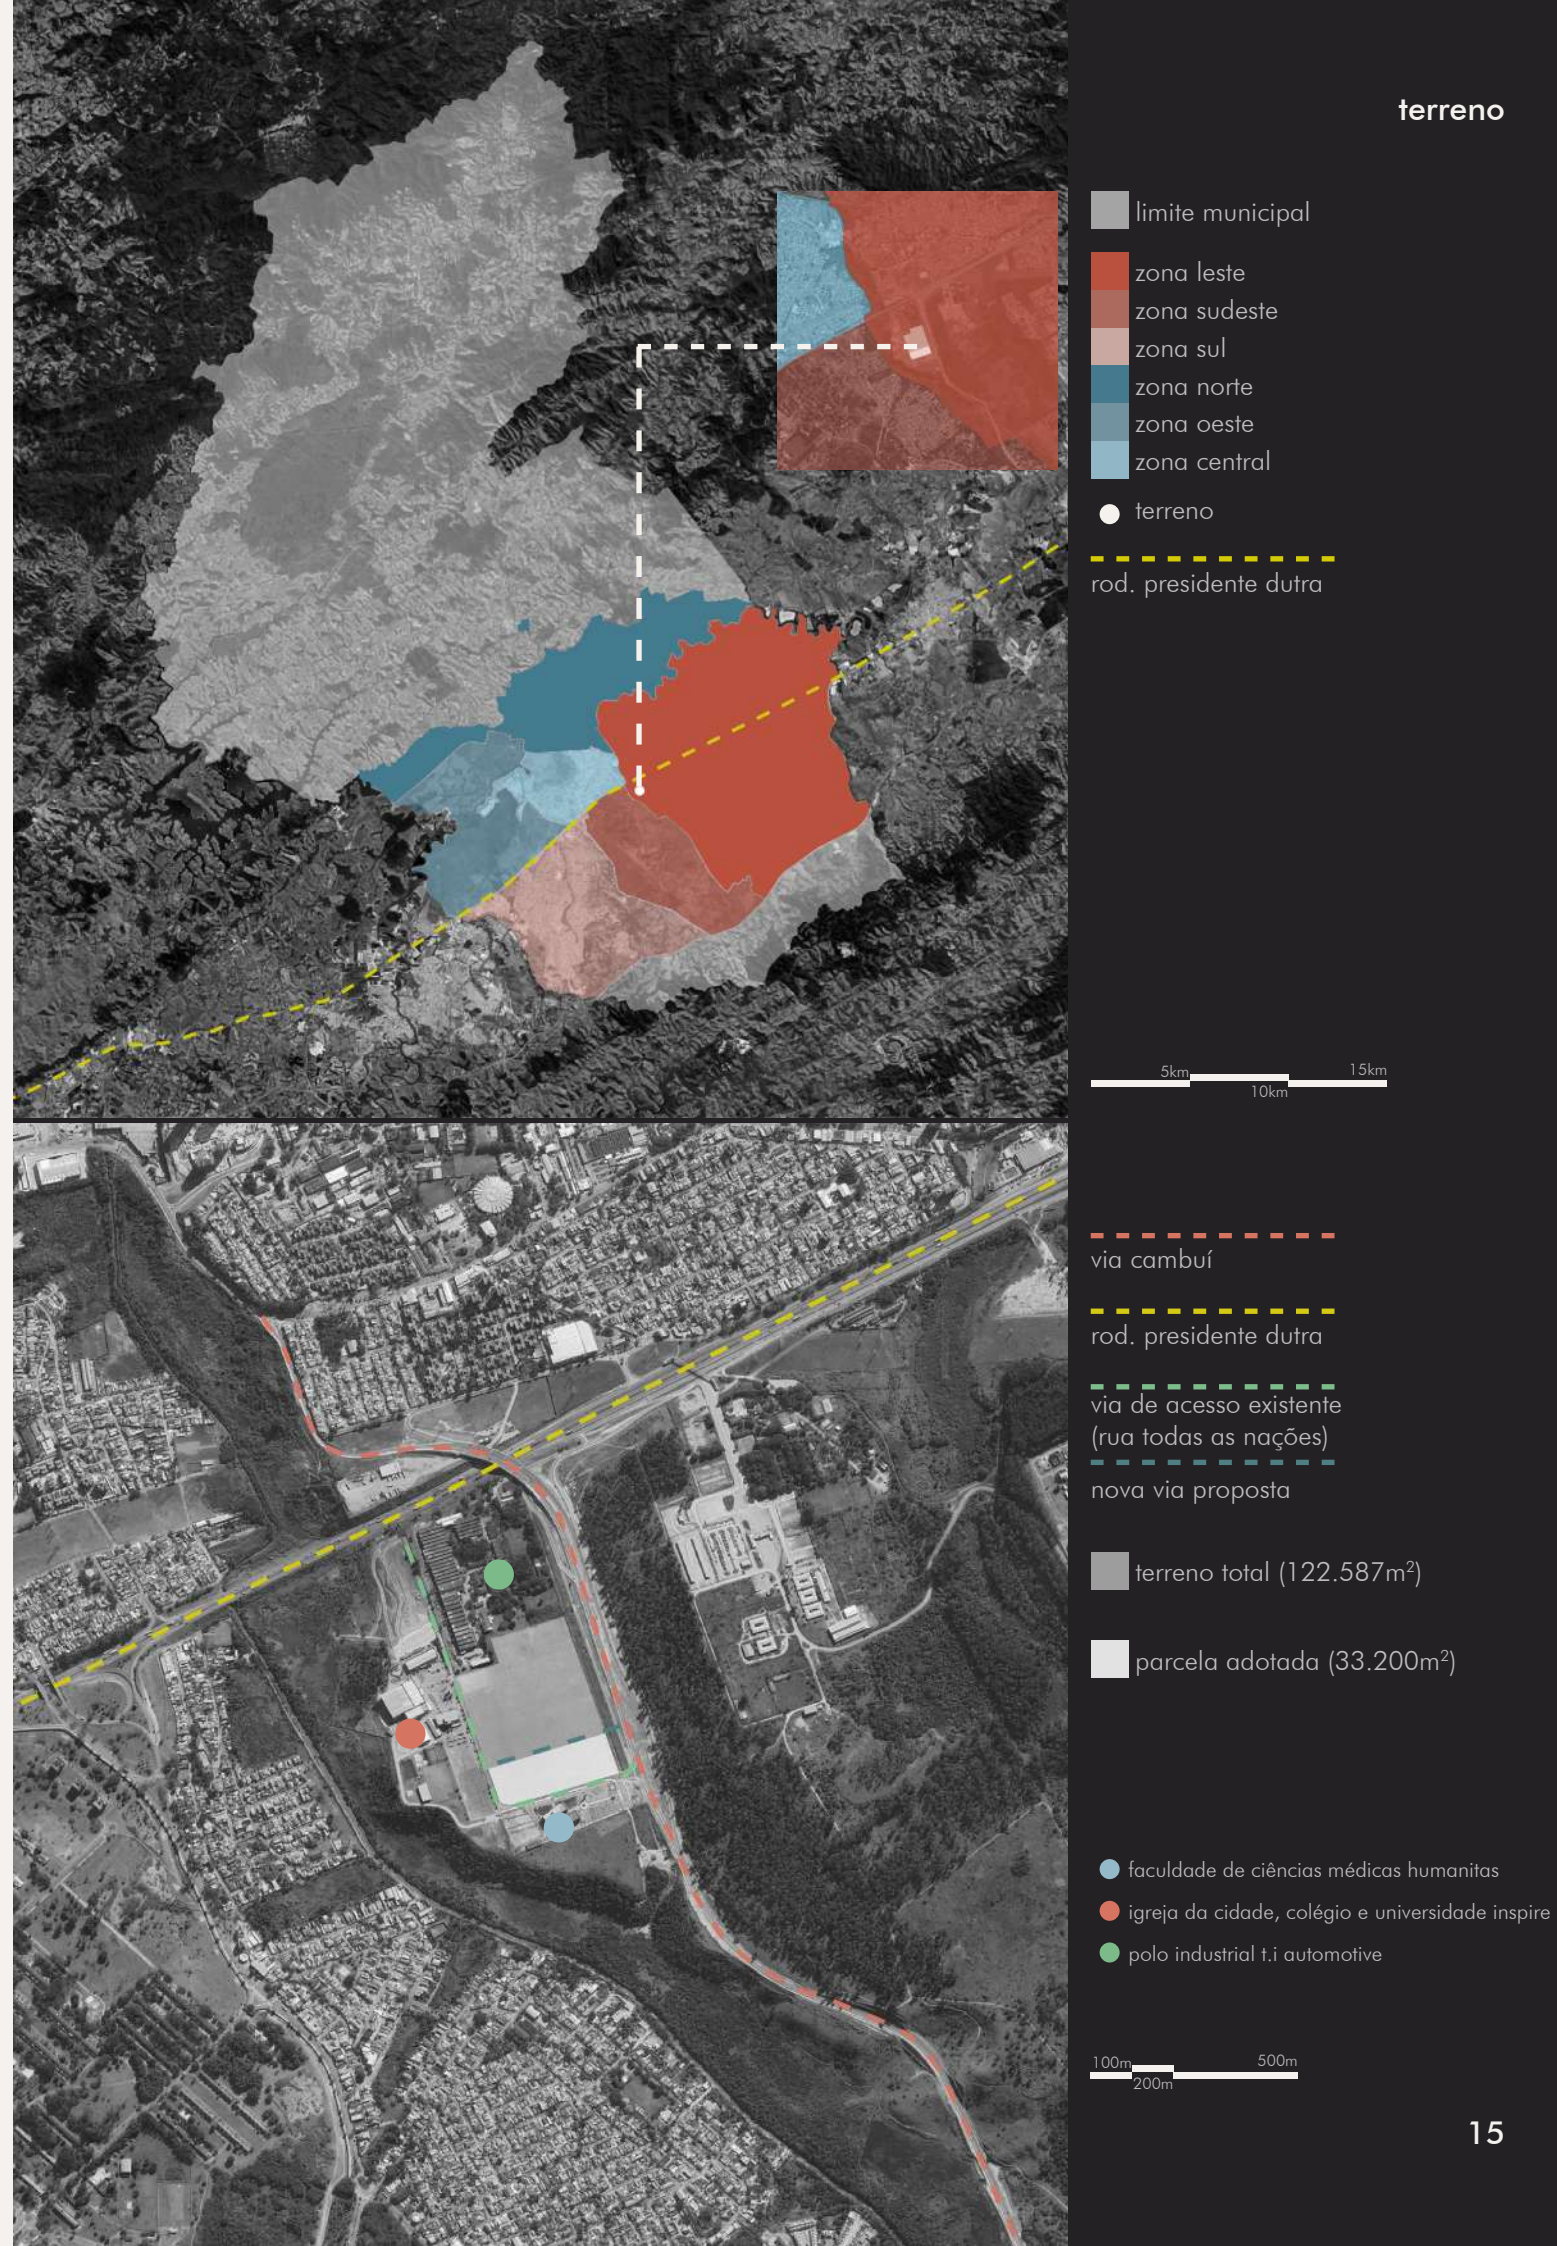 terreno
limite municipal
zona leste
zona sudeste
zona sul
zona norte
zona oeste
zona central
terreno
rod. presidente dutra
5km
15km
10km
via cambuí
rod. presidente dutra
via de acesso existente
(rua todas as nações)
nova via proposta
terreno total (122.587m²)
parcela adotada (33.200m²)
faculdade de ciências médicas humanitas
igreja da cidade, colégio e universidade inspire
polo industrial t.i automotive
100m
500m
200m
15